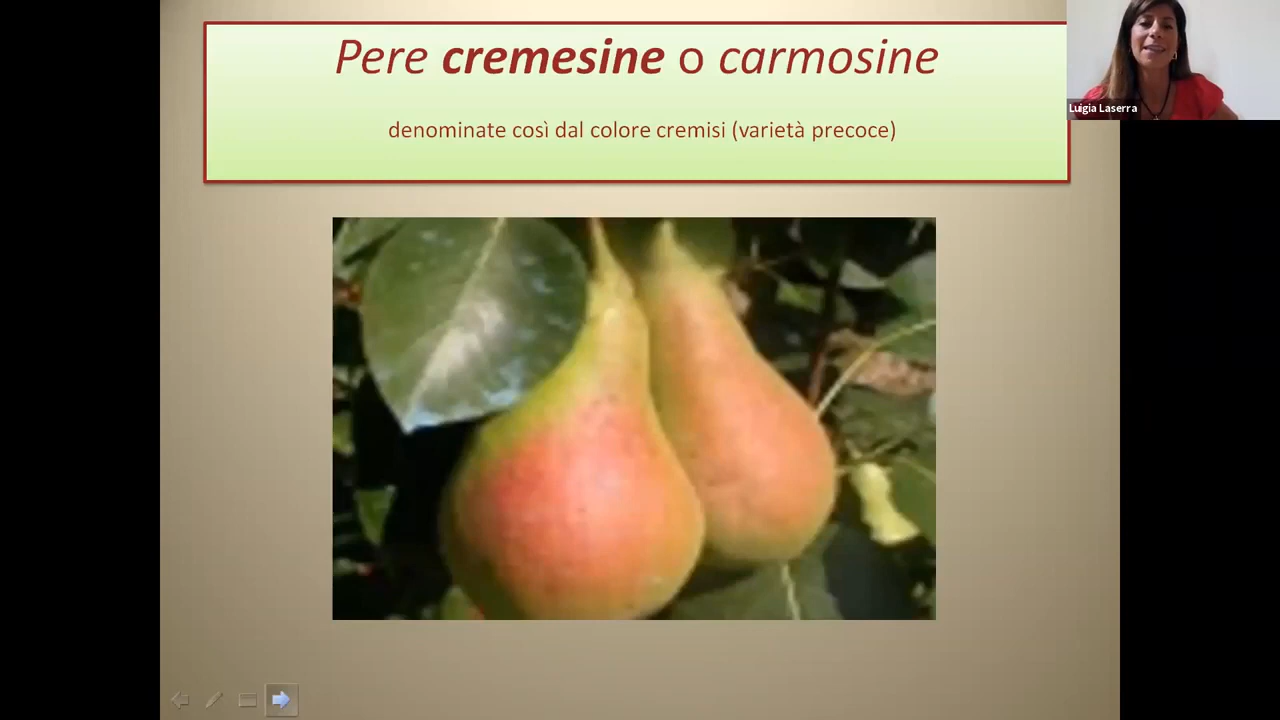 Pere cremesine o carmosine
denominate così dal colore cremisi (varietà precoce)
Luigia Laserra